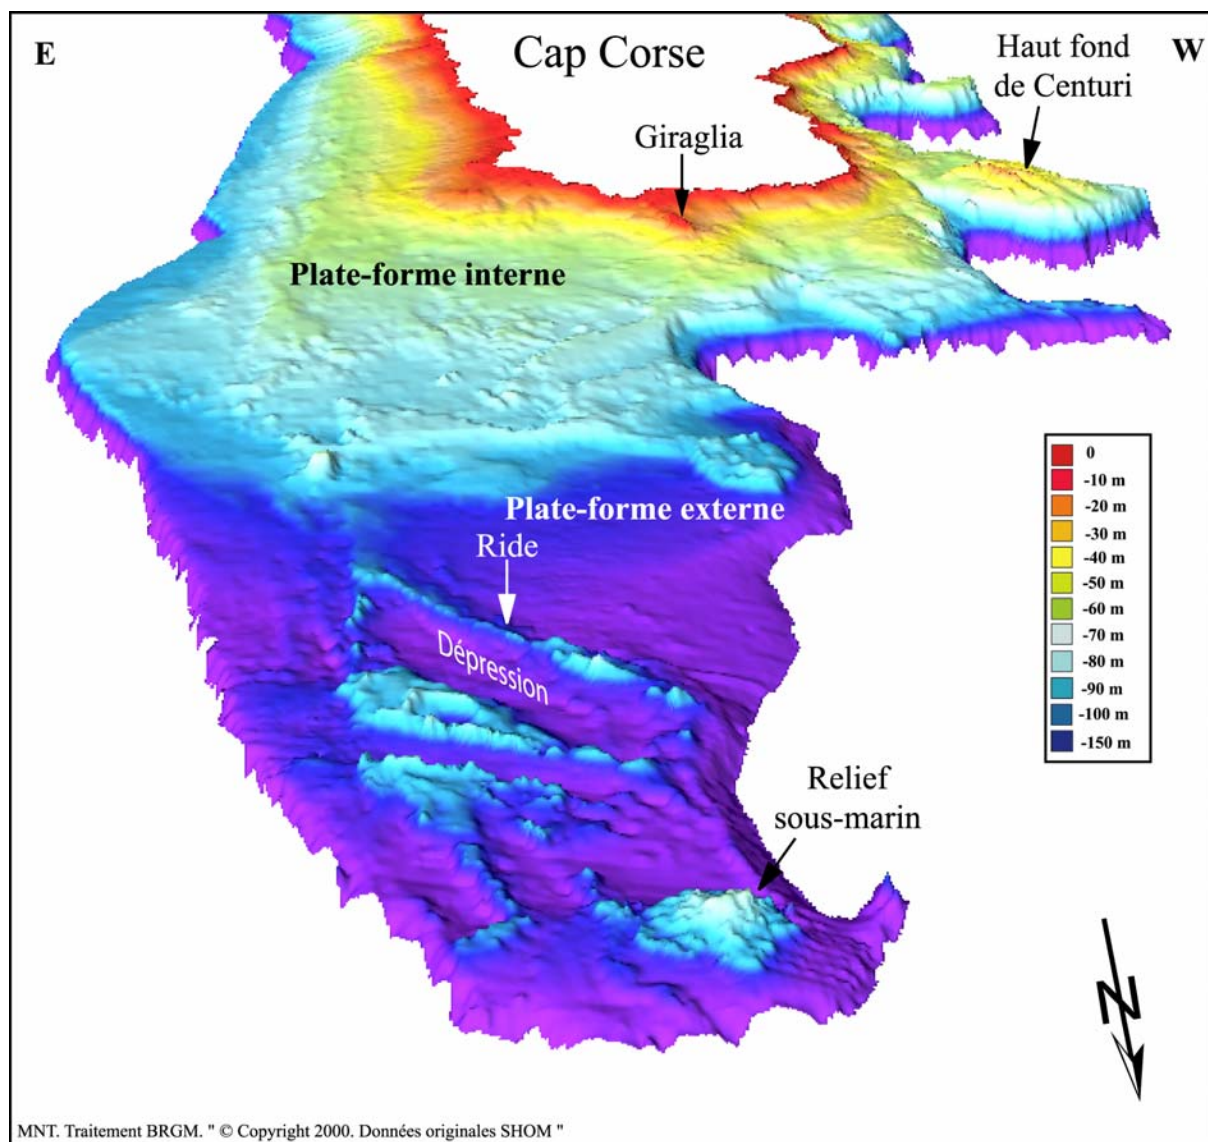 E
Cap Corse
Haut fond
de Centuri
W
Giraglia
Plate-forme interne
0
-10 m
-20 m
-30 m
-40 m
-50 m
-60 m
-70 m
-80 m
-90 m
-100 m
-150 m
Plate-forme externe
Ride
Dépression
Relief
sous-marin
N
MNT. Traitement BRGM. " © Copyright 2000. Données originales SHOM "